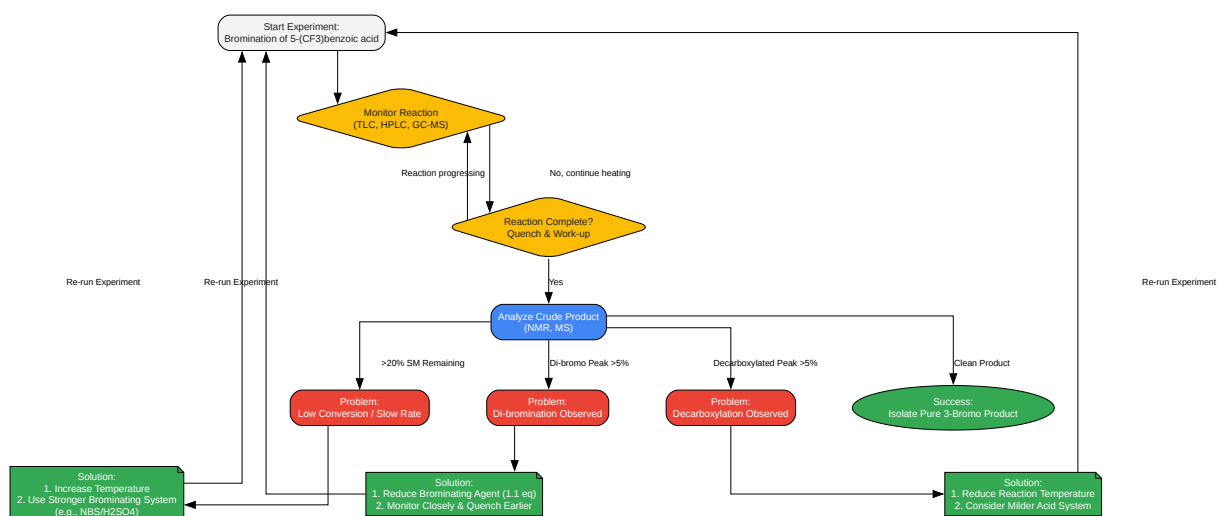 Start Experiment:
Bromination of 5-(CF3)benzoic acid
Monitor Reaction
(TLC, HPLC, GC-MS)
Reaction progressing
No, continue heating
Reaction Complete?
Quench & Work-up
Re-run Experiment
Re-run Experiment
Yes
Re-run Experiment
Analyze Crude Product
(NMR, MS)
>20% SM Remaining
Di-bromo Peak >5%
Decarboxylated Peak >5%
Clean Product
Problem:
Low Conversion / Slow Rate
Problem:
Di-bromination Observed
Problem:
Decarboxylation Observed
Success:
Isolate Pure 3-Bromo Product
Solution:
1. Increase Temperature
2. Use Stronger Brominating System
(e.g., NBS/H2SO4)
Solution:
1. Reduce Brominating Agent (1.1 eq)
2. Monitor Closely & Quench Earlier
Solution:
1. Reduce Reaction Temperature
2. Consider Milder Acid System